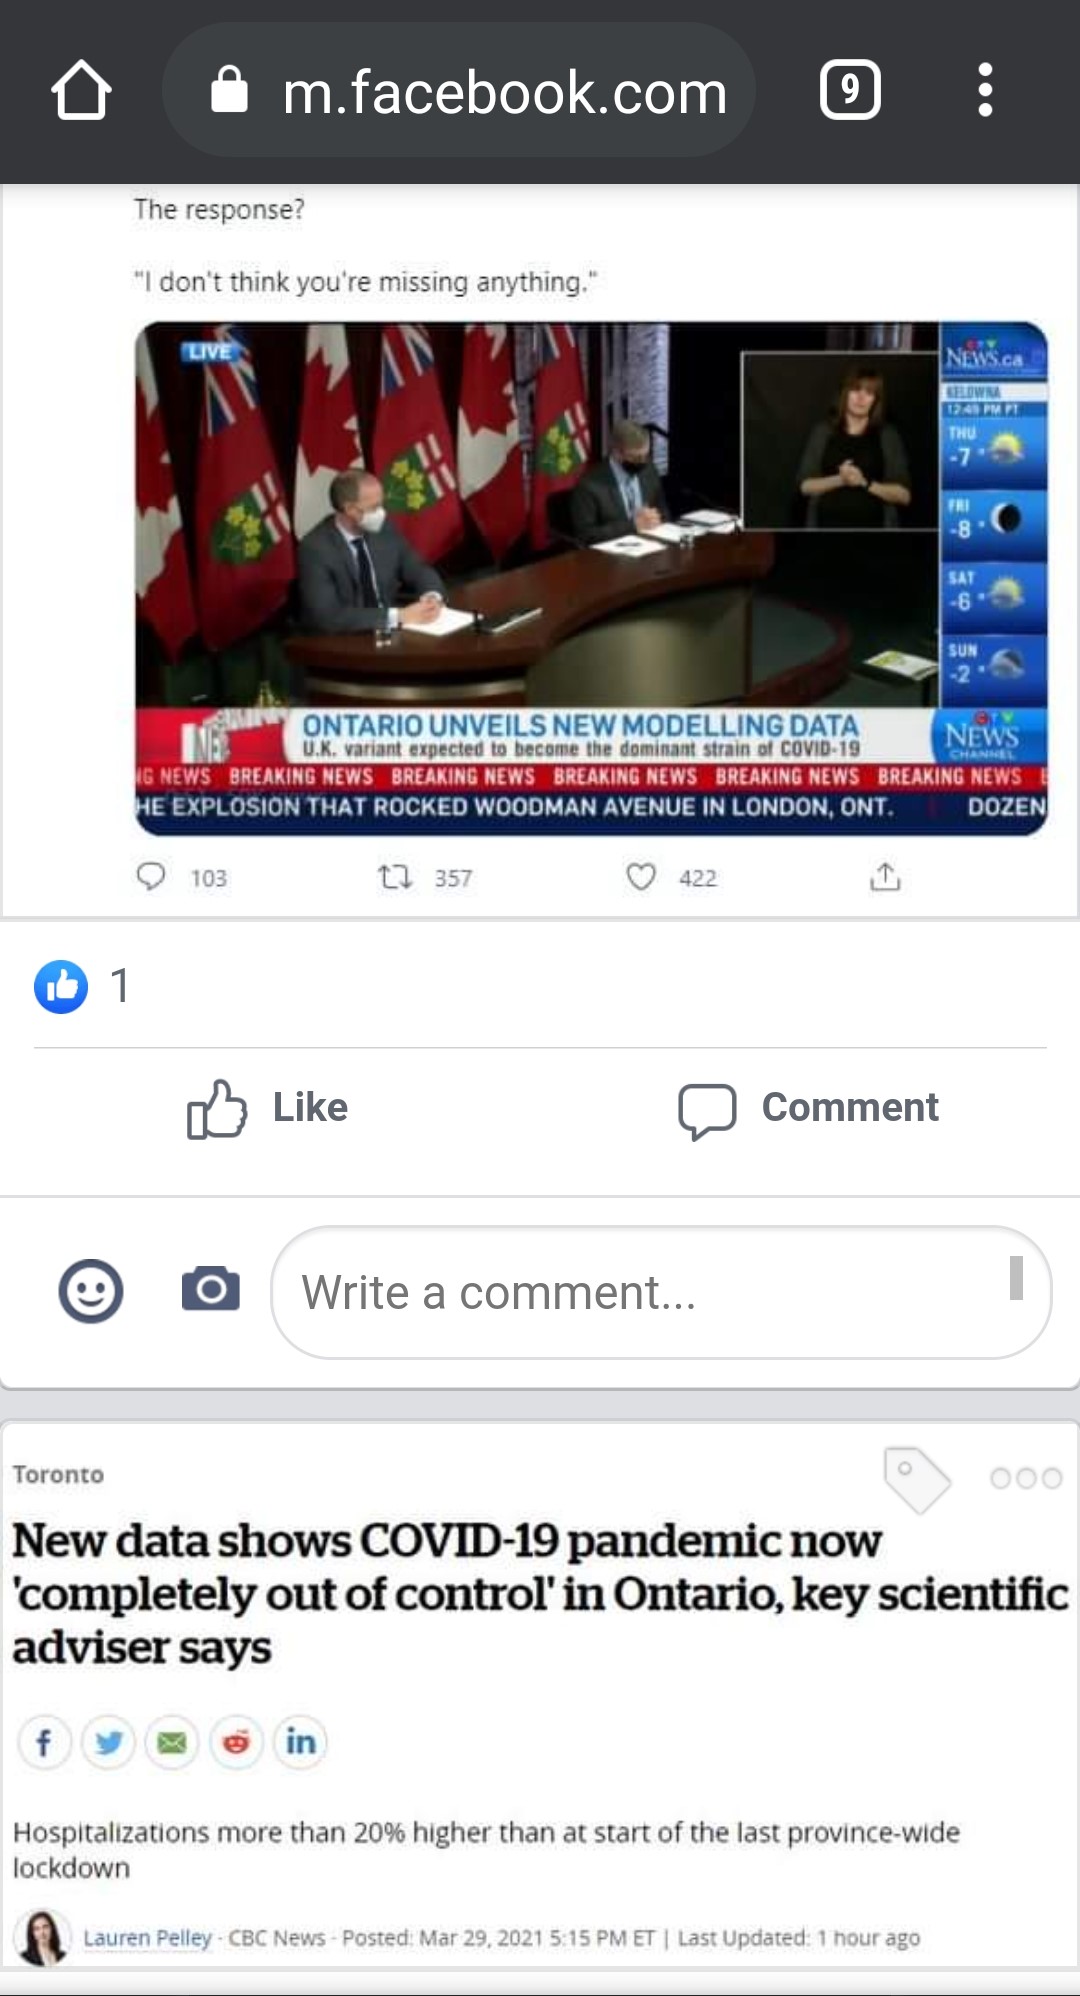 m.facebook.com
9
The response?
"I don't think you're missing anything."
LIVE
CTV
NEWS.ca
KELOWNA
12:49 PM PT
THU
-7°
FRI
-8°
SAT
-6°
SUN
-2°
BREAKING
NEWS
ONTARIO UNVEILS NEW MODELLING DATA
U.K. variant expected to become the dominant strain of COVID-19
CTV
NEWS
CHANNEL
G NEWS BREAKING NEWS BREAKING NEWS BREAKING NEWS BREAKING NEWS BREAKING NEWS
HE EXPLOSION THAT ROCKED WOODMAN AVENUE IN LONDON, ONT. DOZEN
103 357 422
1
Like Comment
Write a comment...
Toronto
New data shows COVID-19 pandemic now
'completely out of control' in Ontario, key scientific
adviser says
f in
Hospitalizations more than 20% higher than at start of the last province-wide
lockdown
Lauren Pelley · CBC News · Posted: Mar 29, 2021 5:15 PM ET | Last Updated: 1 hour ago